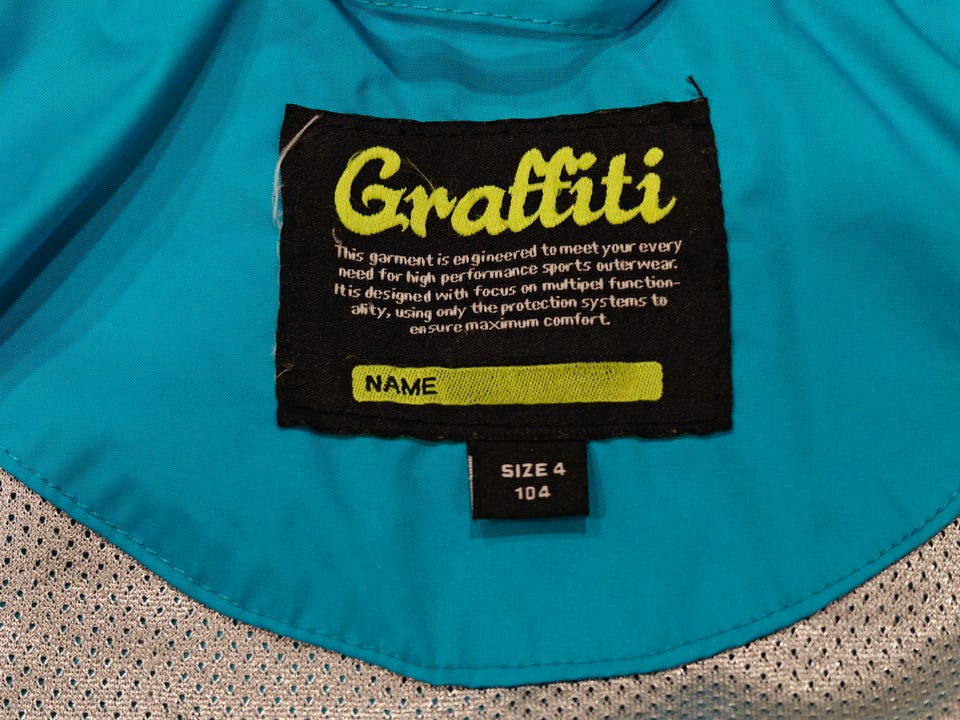 Graffiti
This garment is engineered to meet your every
need for high performance sports outerwear.
It is designed with focus on multipel function-
ality, using only the protection systems to
ensure maximum comfort.
NAME
SIZE 4
104